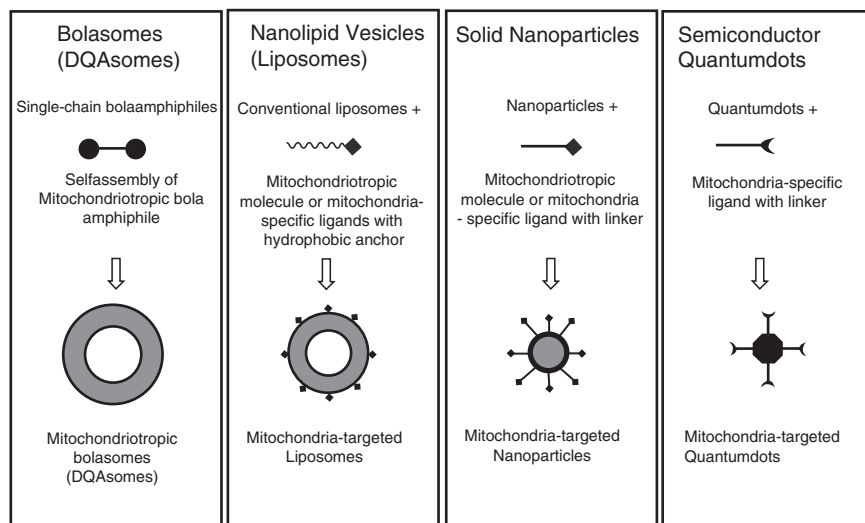 Bolasomes
(DQAsomes)
Single-chain bolaamphiphiles
Selfassembly of
Mitochondriotropic bola
amphiphile
Mitochondriotropic
bolasomes
(DQAsomes)
Nanolipid Vesicles
(Liposomes)
Conventional liposomes +
Mitochondriotropic
molecule or mitochondria-
specific ligands with
hydrophobic anchor
Mitochondria-targeted
Liposomes
Solid Nanoparticles
Nanoparticles +
Mitochondriotropic
molecule or mitochondria
- specific ligand with linker
Mitochondria-targeted
Nanoparticles
Semiconductor
Quantumdots
Quantumdots +
Mitochondria-specific
ligand with linker
Mitochondria-targeted
Quantumdots